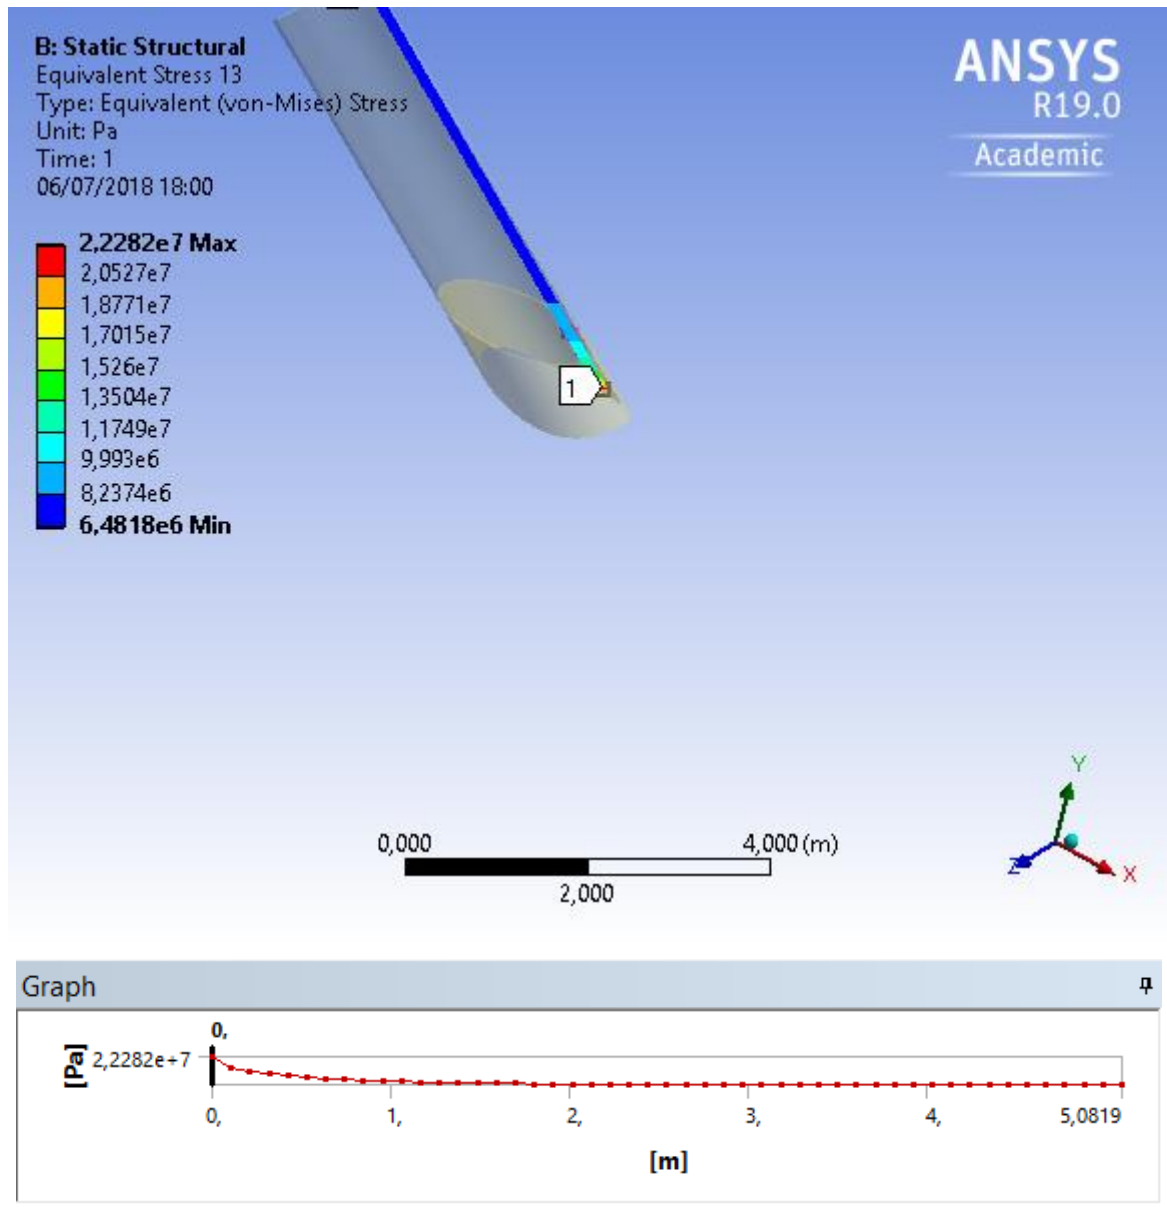 B: Static Structural
Equivalent Stress 13
Type: Equivalent (von-Mises) Stress
Unit: Pa
Time: 1
06/07/2018 18:00
ANSYS
R19.0
Academic
2,2282e7 Max
2,0527e7
1,8771e7
1,7015e7
1,526e7
1,3504e7
1,1749e7
9,993e6
8,2374e6
6,4818e6 Min
1
Y
Z
X
0,000
4,000 (m)
2,000
Graph
0,
[Pa]
2,2282e+7
0,
1,
2,
3,
4,
5,0819
[m]